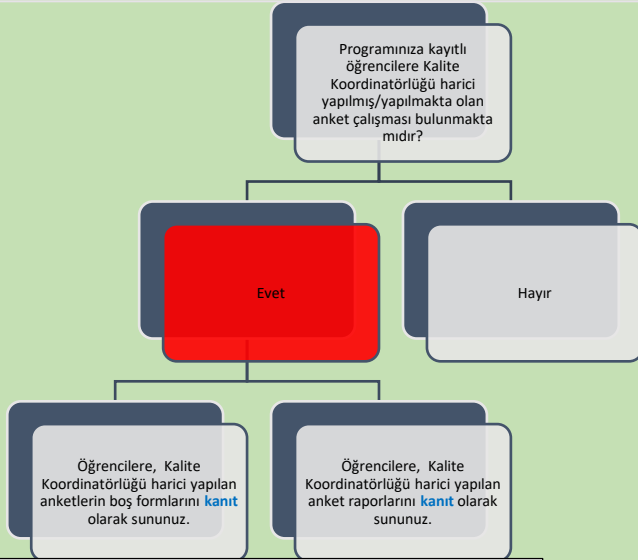 Programınıza kayıtlı
öğrencilere Kalite
Koordinatörlüğü harici
yapılmış/yapılmakta olan
anket çalışması bulunmakta
mıdır?
Evet
Hayır
Öğrencilere, Kalite
Koordinatörlüğü harici yapılan
anketlerin boş formlarını kanıt
olarak sununuz.
Öğrencilere, Kalite
Koordinatörlüğü harici yapılan
anket raporlarını kanıt olarak
sununuz.